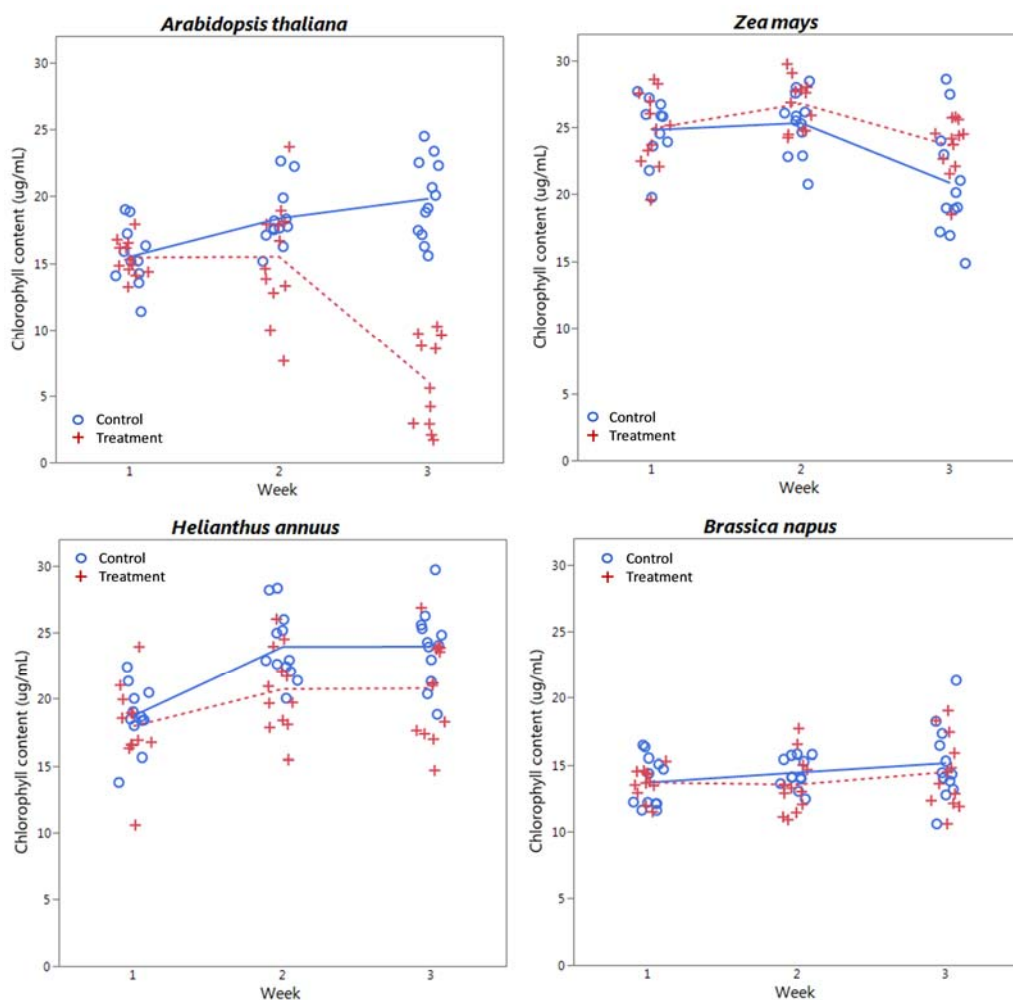 Arabidopsis thaliana
Chlorophyll content (ug/mL)
30
25
20
15
10
5
0
Control
Treatment
1 2 3
Week
Zea mays
Chlorophyll content (ug/mL)
30
25
20
15
10
5
0
Control
Treatment
1 2 3
Week
Helianthus annuus
Chlorophyll content (ug/mL)
30
25
20
15
10
5
0
Control
Treatment
1 2 3
Week
Brassica napus
Chlorophyll content (ug/mL)
30
25
20
15
10
5
0
Control
Treatment
1 2 3
Week